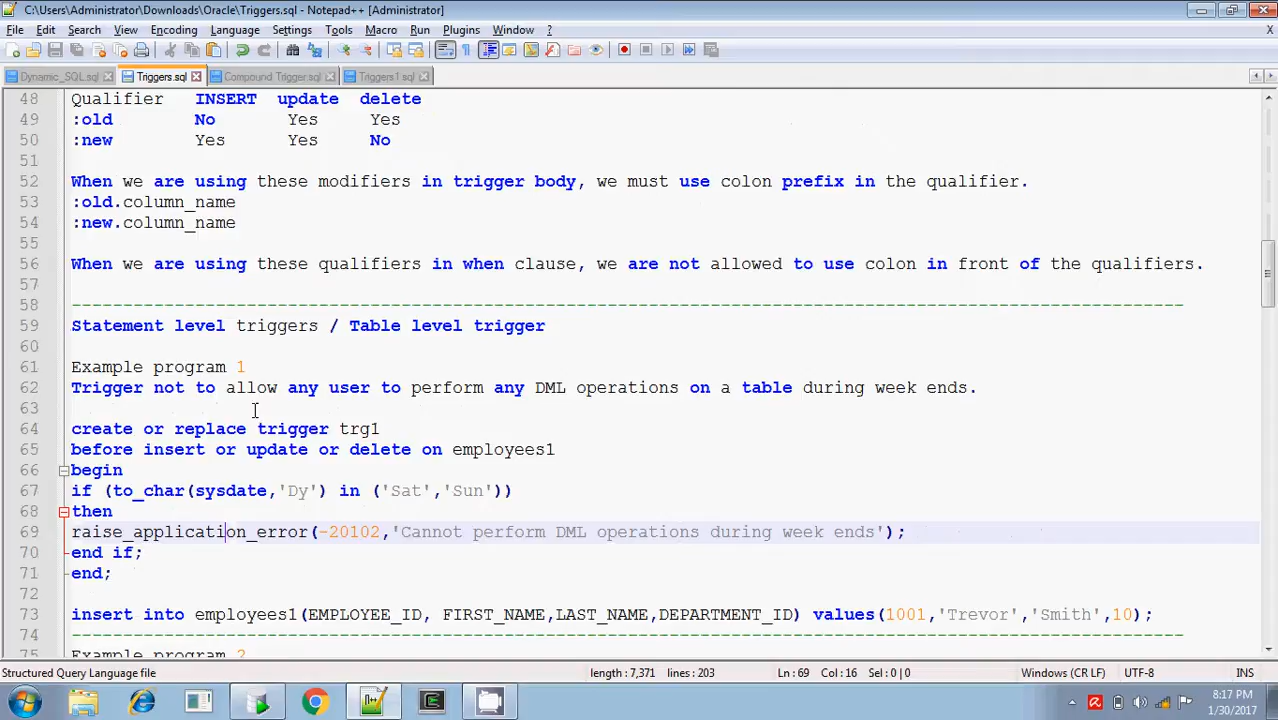 C:\Users\Administrator\Downloads\Oracle\Triggers.sql - Notepad++ [Administrator]
File Edit Search View Encoding Language Settings Tools Macro Run Plugins Window ? X
Dynamic_SQL.sql Triggers.sql Compound Trigger.sql Triggers1.sql
48 Qualifier INSERT update delete
49 :old No Yes Yes
50 :new Yes Yes No
51
52 When we are using these modifiers in trigger body, we must use colon prefix in the qualifier.
53 :old.column_name
54 :new.column_name
55
56 When we are using these qualifiers in when clause, we are not allowed to use colon in front of the qualifiers.
57
58 --------------------------------------------------------------------------------------------------------------
59 Statement level triggers / Table level trigger
60
61 Example program 1
62 Trigger not to allow any user to perform any DML operations on a table during week ends.
63
64 create or replace trigger trg1
65 before insert or update or delete on employees1
66 begin
67 if (to_char(sysdate,'Dy') in ('Sat','Sun'))
68 then
69 raise_application_error(-20102,'Cannot perform DML operations during week ends');
70 end if;
71 end;
72
73 insert into employees1(EMPLOYEE_ID, FIRST_NAME,LAST_NAME,DEPARTMENT_ID) values(1001,'Trevor','Smith',10);
74 --------------------------------------------------------------------------------------------------------------
75 Example program 2
Structured Query Language file length : 7,371 lines : 203 Ln : 69 Col : 16 Sel : 0 | 0 Windows (CR LF) UTF-8 INS
8:17 PM
1/30/2017